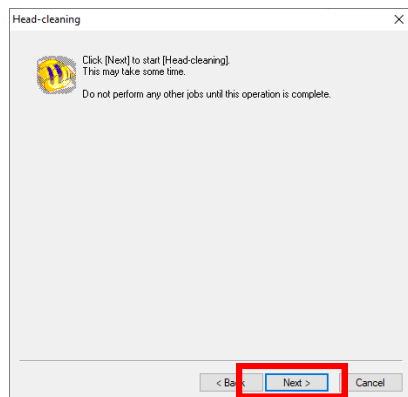 Head-cleaning
Click [Next] to start [Head-cleaning].
This may take some time.
Do not perform any other jobs until this operation is complete.
< Back
Next >
Cancel